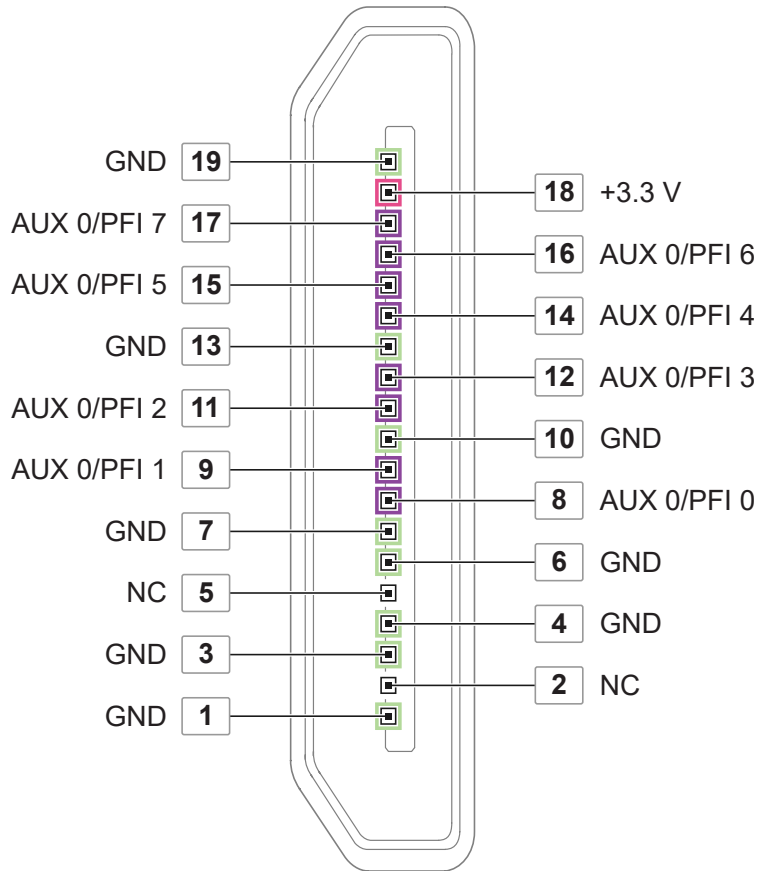 GND 19
18 +3.3 V
AUX 0/PFI 7 17
16 AUX 0/PFI 6
AUX 0/PFI 5 15
14 AUX 0/PFI 4
GND 13
12 AUX 0/PFI 3
AUX 0/PFI 2 11
10 GND
AUX 0/PFI 1 9
8 AUX 0/PFI 0
GND 7
6 GND
NC 5
4 GND
GND 3
2 NC
GND 1